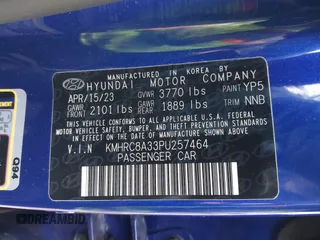 MANUFACTURED IN KOREA BY
HYUNDAI MOTOR COMPANY
APR/15/23 GVWR 3770 lbs PAINT YP5
GAWR FRONT 2101 lbs GAWR REAR 1889 lbs TRIM NNB
THIS VEHICLE CONFORMS TO ALL APPLICABLE U.S. FEDERAL
MOTOR VEHICLE SAFETY, BUMPER, AND THEFT PREVENTION
STANDARDS IN EFFECT ON THE DATE OF MANUFACTURE SHOWN ABOVE.
V.I.N KMHRC8A33PU257464
PASSENGER CAR
Q94
DREAMBID